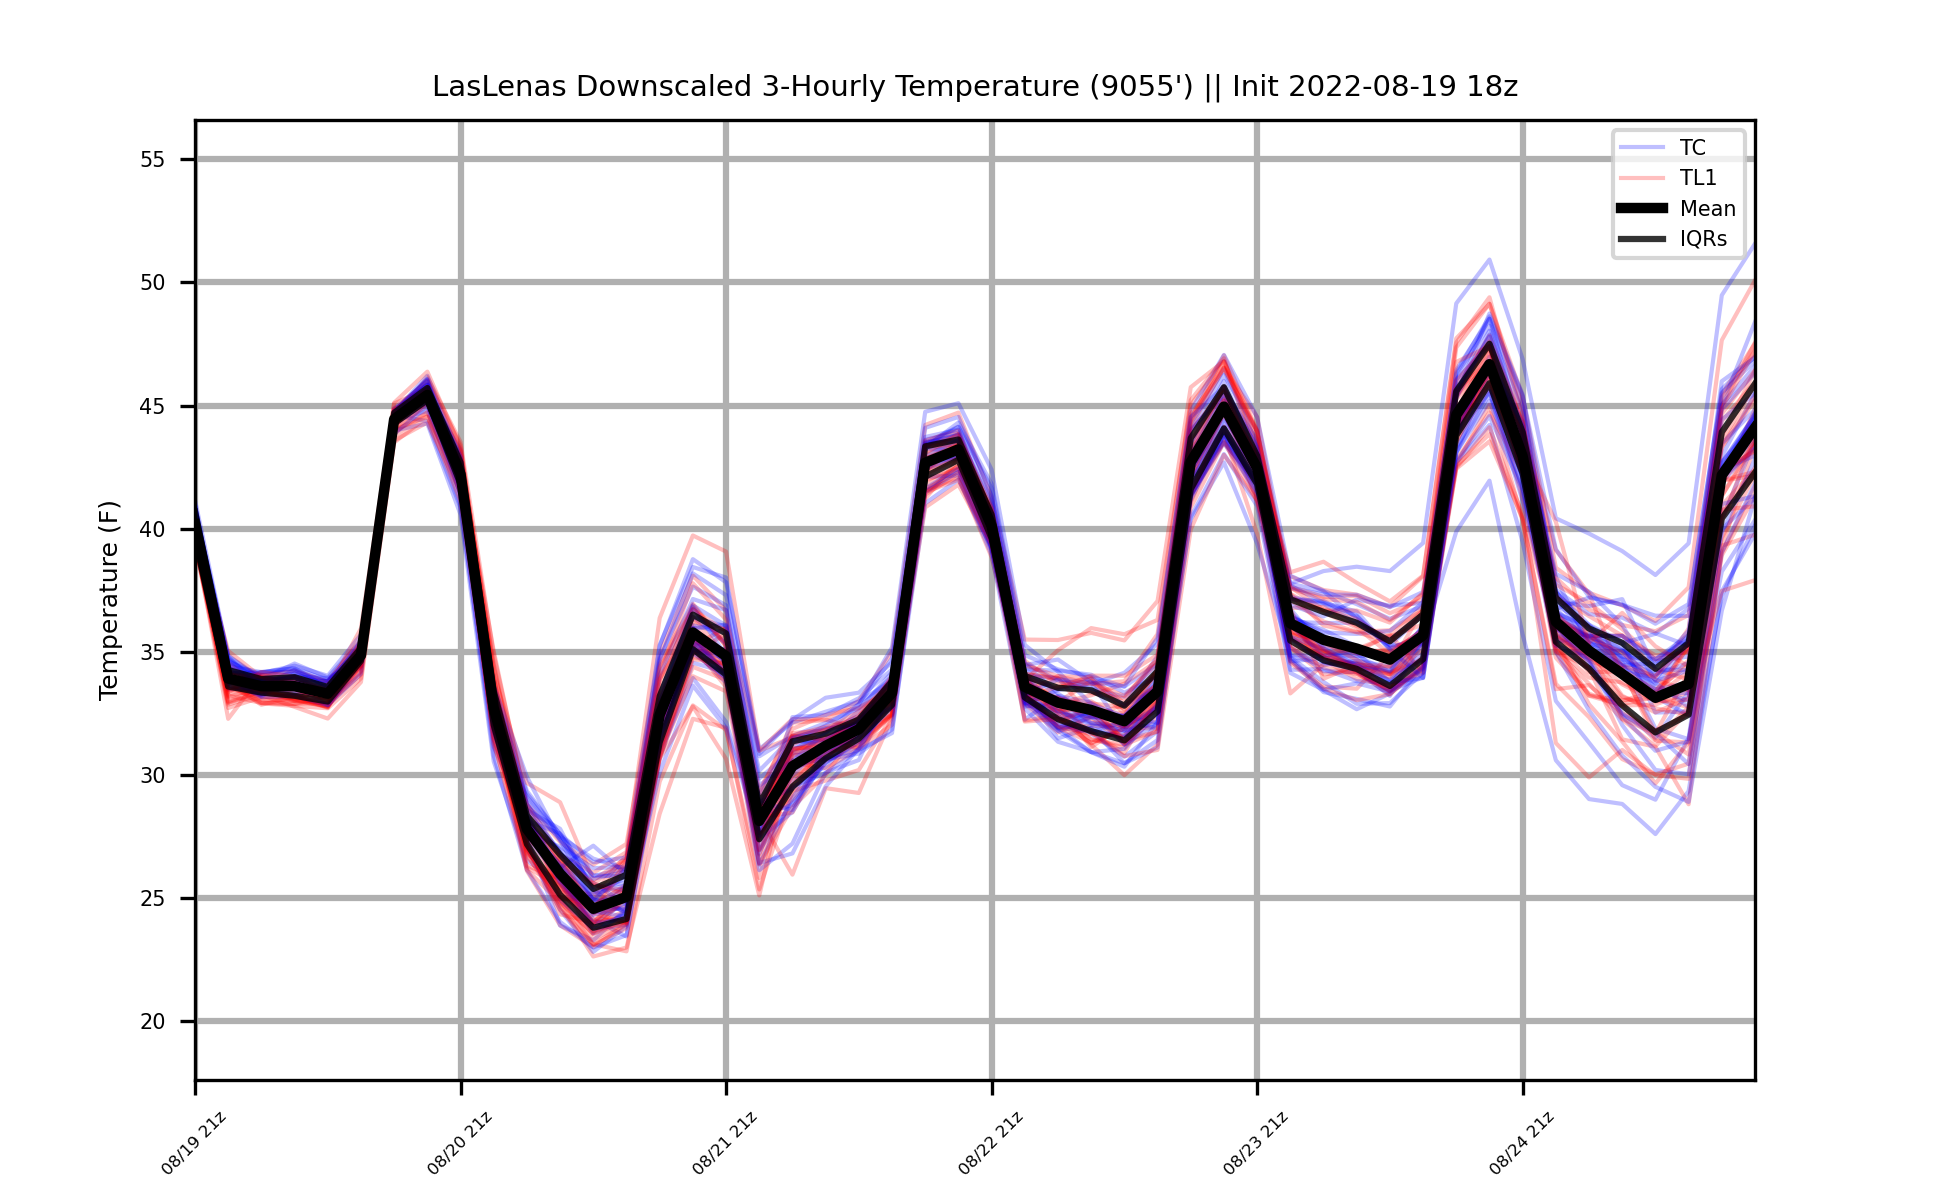 LasLenas Downscaled 3-Hourly Temperature (9055') || Init 2022-08-19 18z
TC
TL1
Mean
IQRs
Temperature (F)
55
50
45
40
35
30
25
20
08/19 21z
08/20 21z
08/21 21z
08/22 21z
08/23 21z
08/24 21z